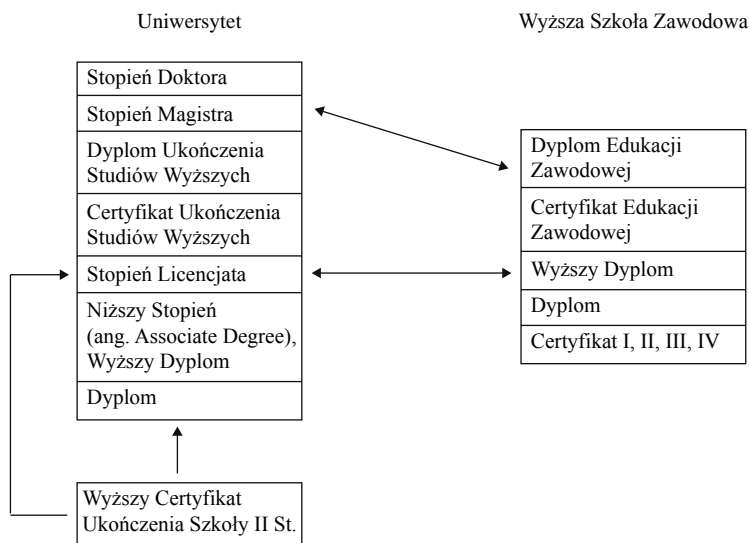 Uniwersytet
Wyższa Szkoła Zawodowa
Stopień Doktora
Stopień Magistra
Dyplom Ukończenia
Studiów Wyższych
Certyfikat Ukończenia
Studiów Wyższych
Stopień Licencjata
Niższy Stopień
(ang. Associate Degree),
Wyższy Dyplom
Dyplom
Wyższy Certyfikat
Ukończenia Szkoły II St.
Dyplom Edukacji
Zawodowej
Certyfikat Edukacji
Zawodowej
Wyższy Dyplom
Dyplom
Certyfikat I, II, III, IV